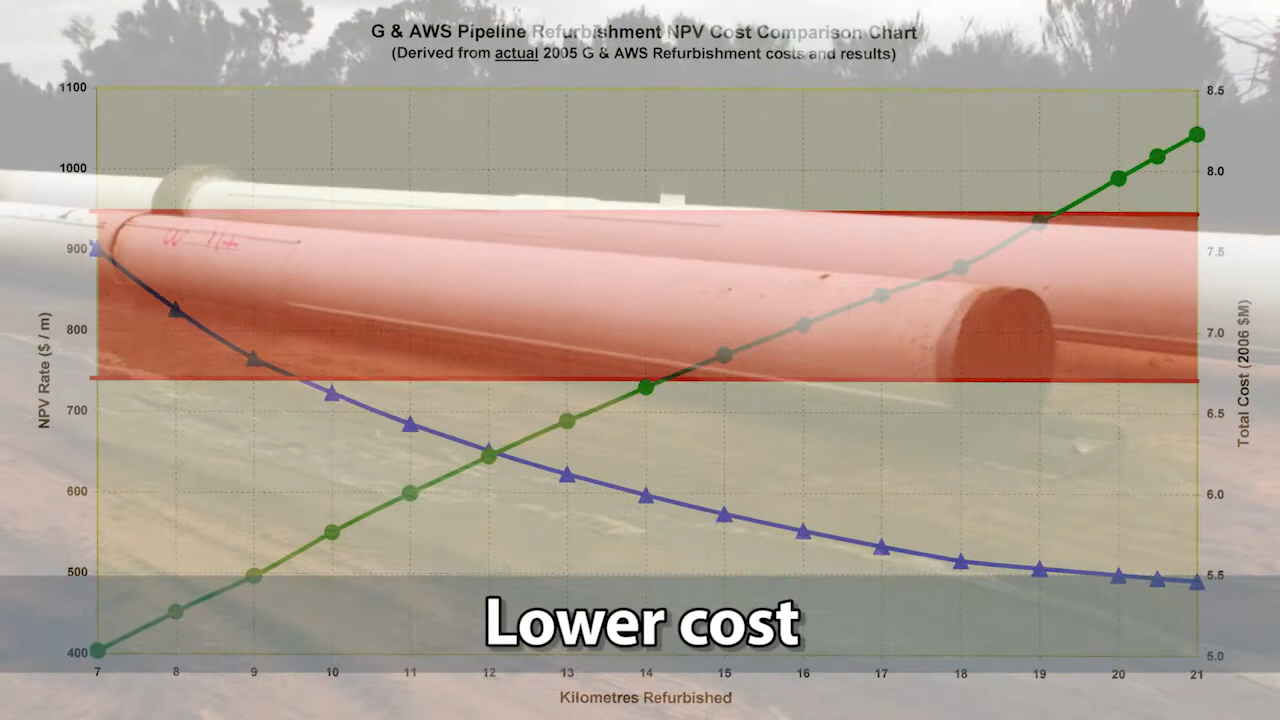 G & AWS Pipeline Refurbishment NPV Cost Comparison Chart
(Derived from actual 2005 G & AWS Refurbishment costs and results)
1100
1000
900
800
700
600
500
400
NPV Rate ($ / m)
8.5
8.0
7.5
7.0
6.5
6.0
5.5
5.0
Total Cost (2006 $M)
7 8 9 10 11 12 13 14 15 16 17 18 19 20 21
Kilometres Refurbished
Lower cost